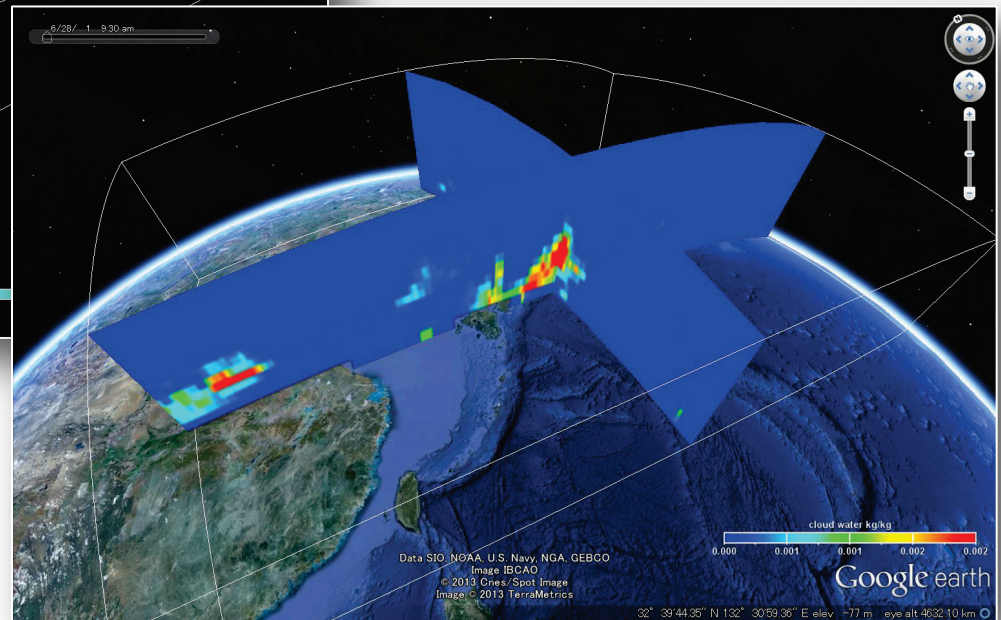 6/28/ 1 9:30 am
N
cloud water kg/kg
0.000 0.001 0.001 0.002 0.002
Data SIO, NOAA, U.S. Navy, NGA, GEBCO
Image IBCAO
© 2013 Cnes/Spot Image
Image © 2013 TerraMetrics
Google earth
32° 39'44.35" N 132° 30'59.36" E elev -77 m eye alt 4632.10 km